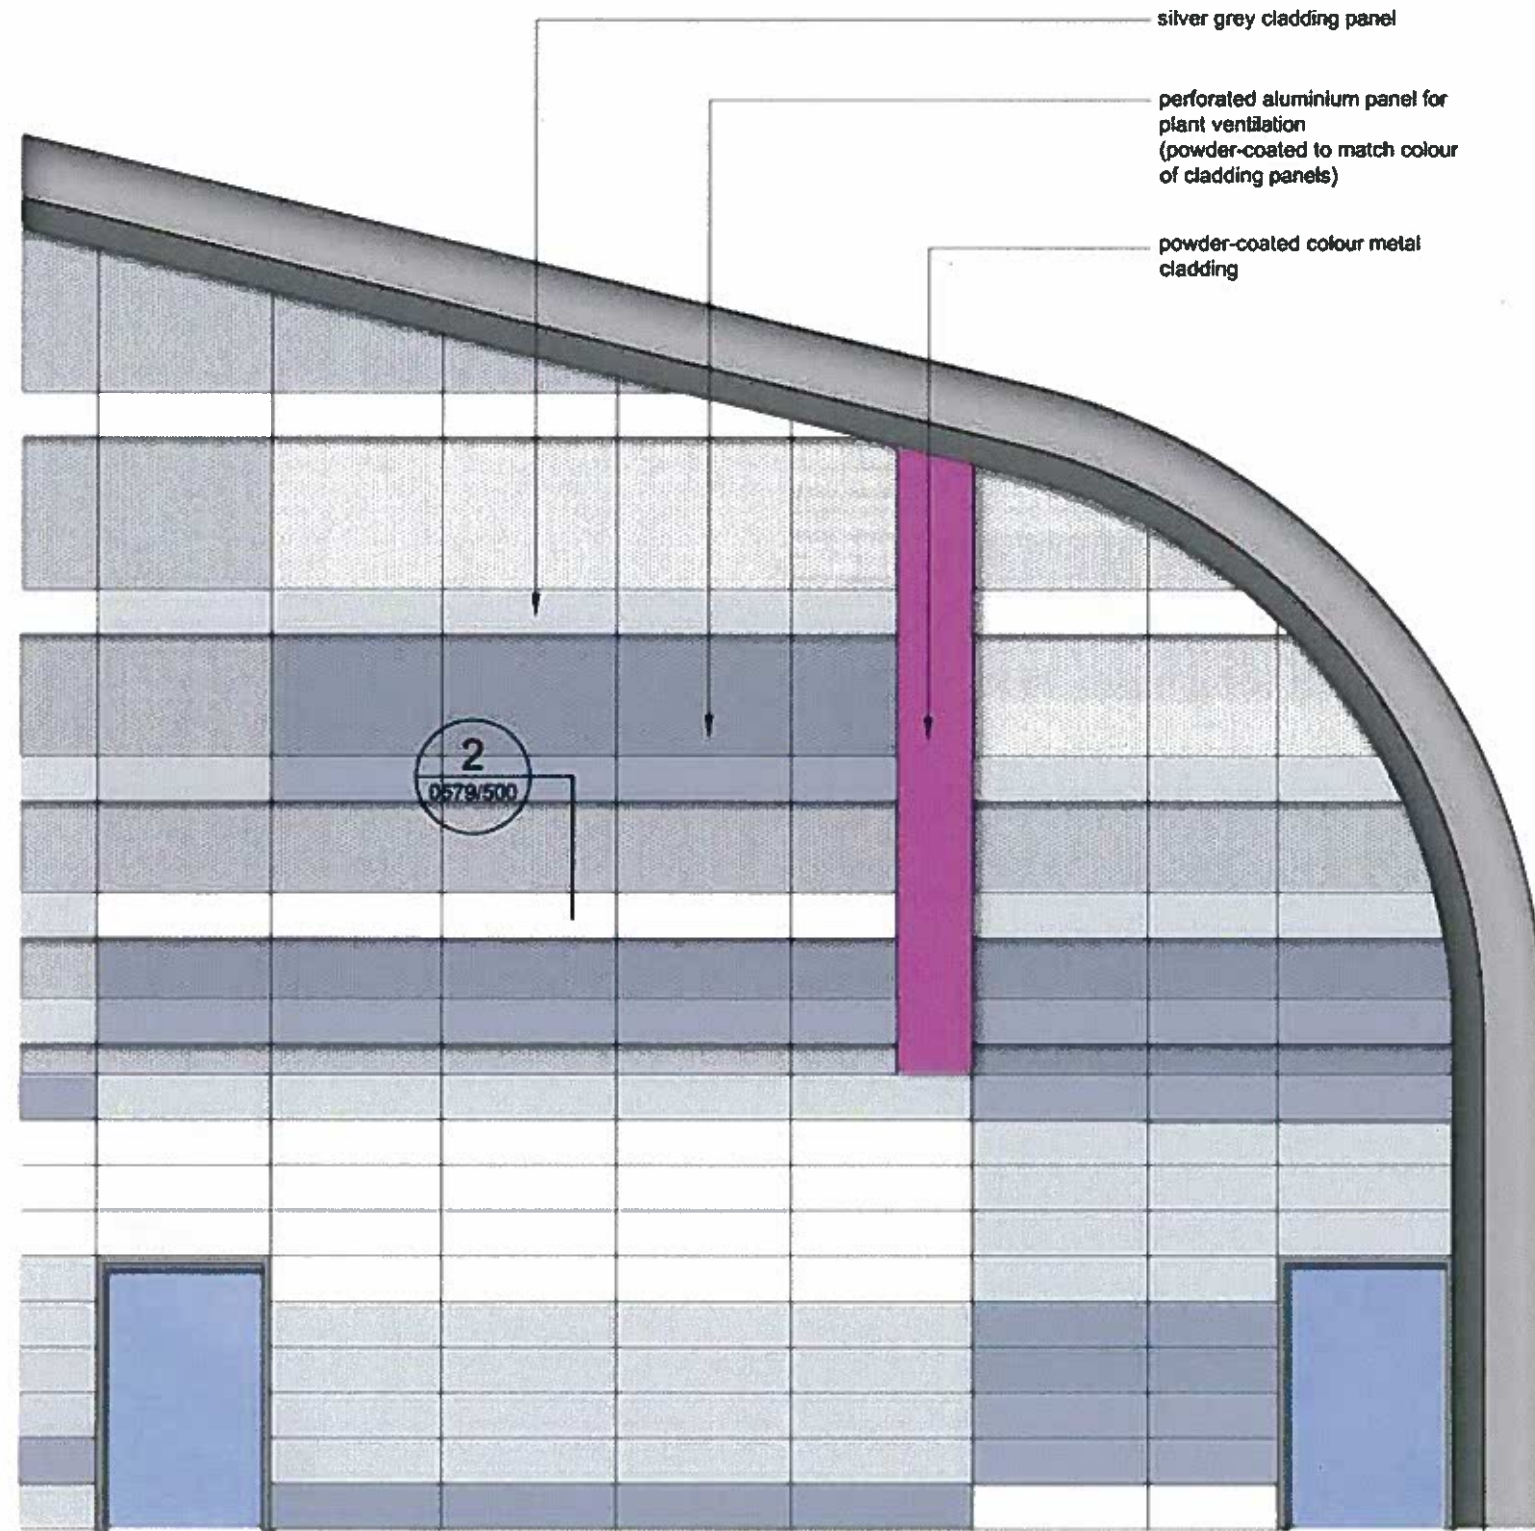 silver grey cladding panel
perforated aluminium panel for
plant ventilation
(powder-coated to match colour
of cladding panels)
powder-coated colour metal
cladding
2
0579/500